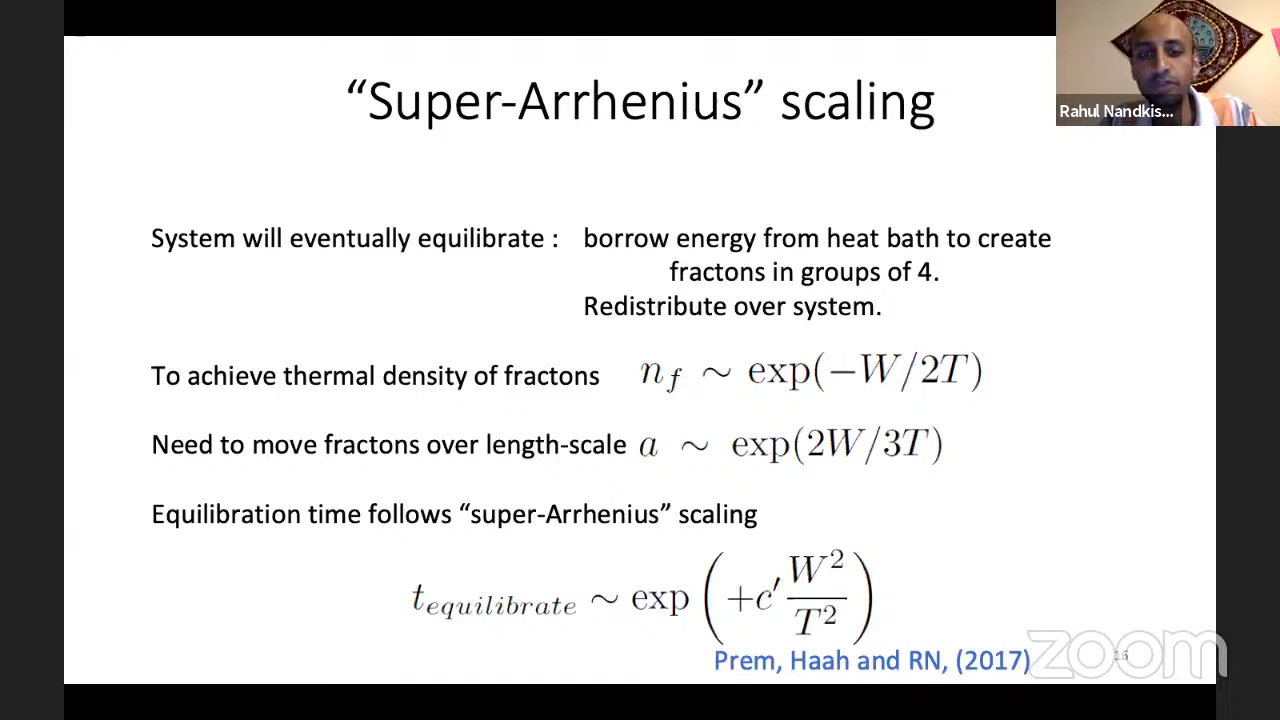 “Super-Arrhenius” scaling
Rahul Nandkis...
System will eventually equilibrate : borrow energy from heat bath to create
fractons in groups of 4.
Redistribute over system.
To achieve thermal density of fractons n_f ∼ exp(−W/2T)
Need to move fractons over length-scale a ∼ exp(2W/3T)
Equilibration time follows “super-Arrhenius” scaling
t_{equilibrate} ∼ exp(+c′ W²/T²)
Prem, Haah and RN, (2017)
zoom
16